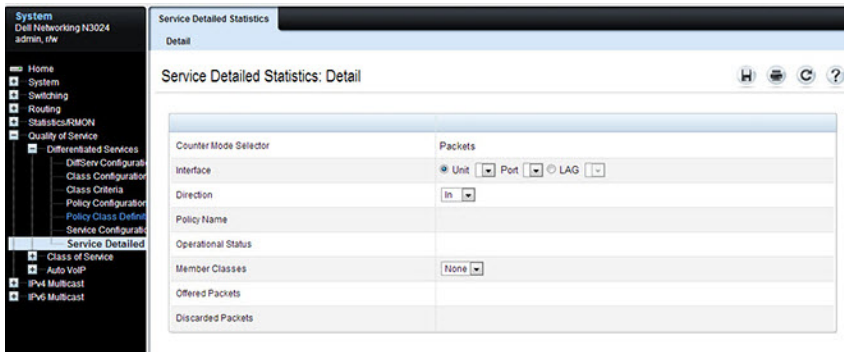 System
Dell Networking N3024
admin, r/w
Home
System
Switching
Routing
Statistics/RMON
Quality of Service
Differentiated Services
DiffServ Configurati
Class Configuration
Class Criteria
Policy Configuration
Policy Class Definit
Service Configuratio
Service Detailed
Class of Service
Auto VoIP
IPv4 Multicast
IPv6 Multicast
Service Detailed Statistics
Detail
Service Detailed Statistics: Detail
Counter Mode Selector Packets
Interface Unit Port LAG
Direction In
Policy Name
Operational Status
Member Classes None
Offered Packets
Discarded Packets